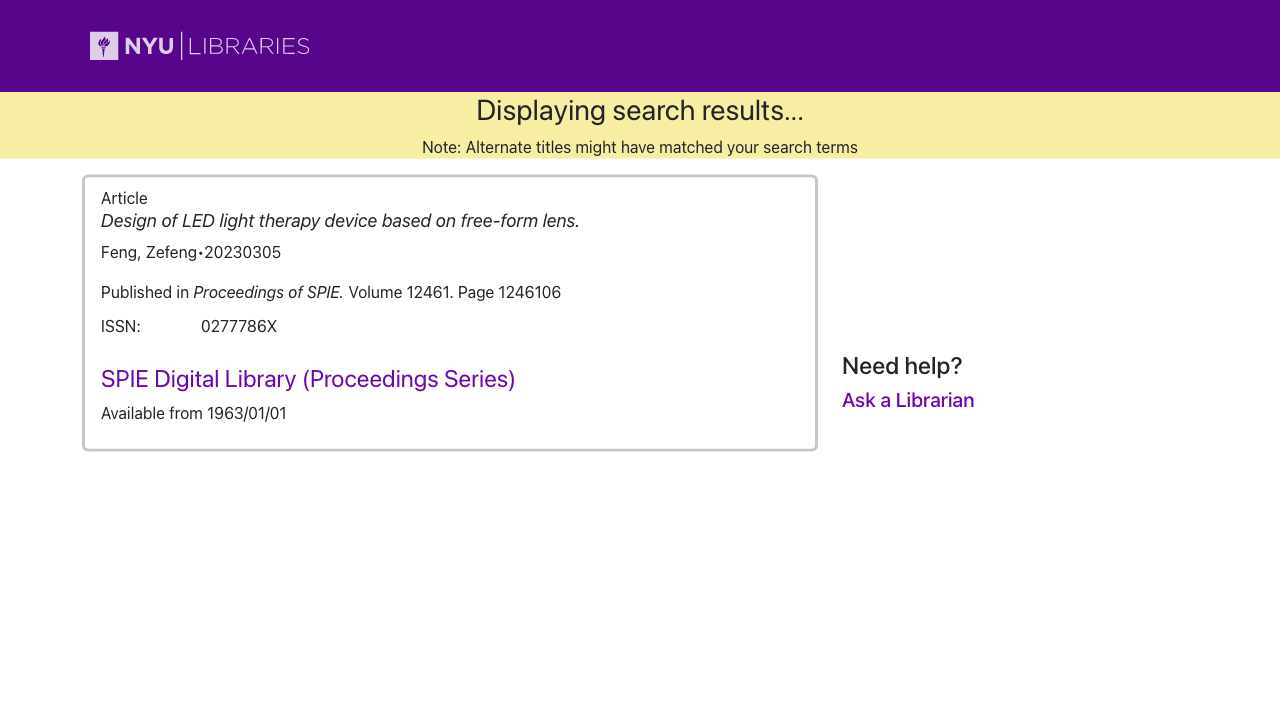 NYU LIBRARIES
Displaying search results...
Note: Alternate titles might have matched your search terms
Article
Design of LED light therapy device based on free-form lens.
Feng, Zefeng•20230305
Published in Proceedings of SPIE. Volume 12461. Page 1246106
ISSN: 0277786X
SPIE Digital Library (Proceedings Series)
Available from 1963/01/01
Need help?
Ask a Librarian